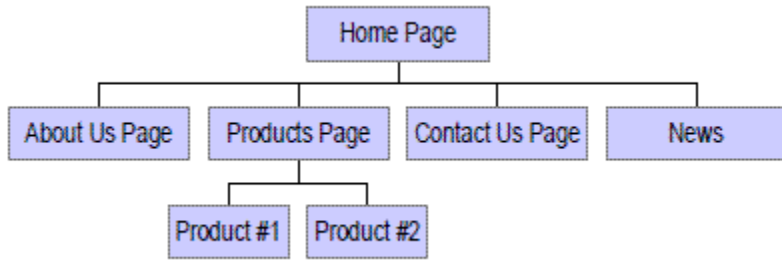 Home Page
About Us Page
Products Page
Contact Us Page
News
Product #1
Product #2